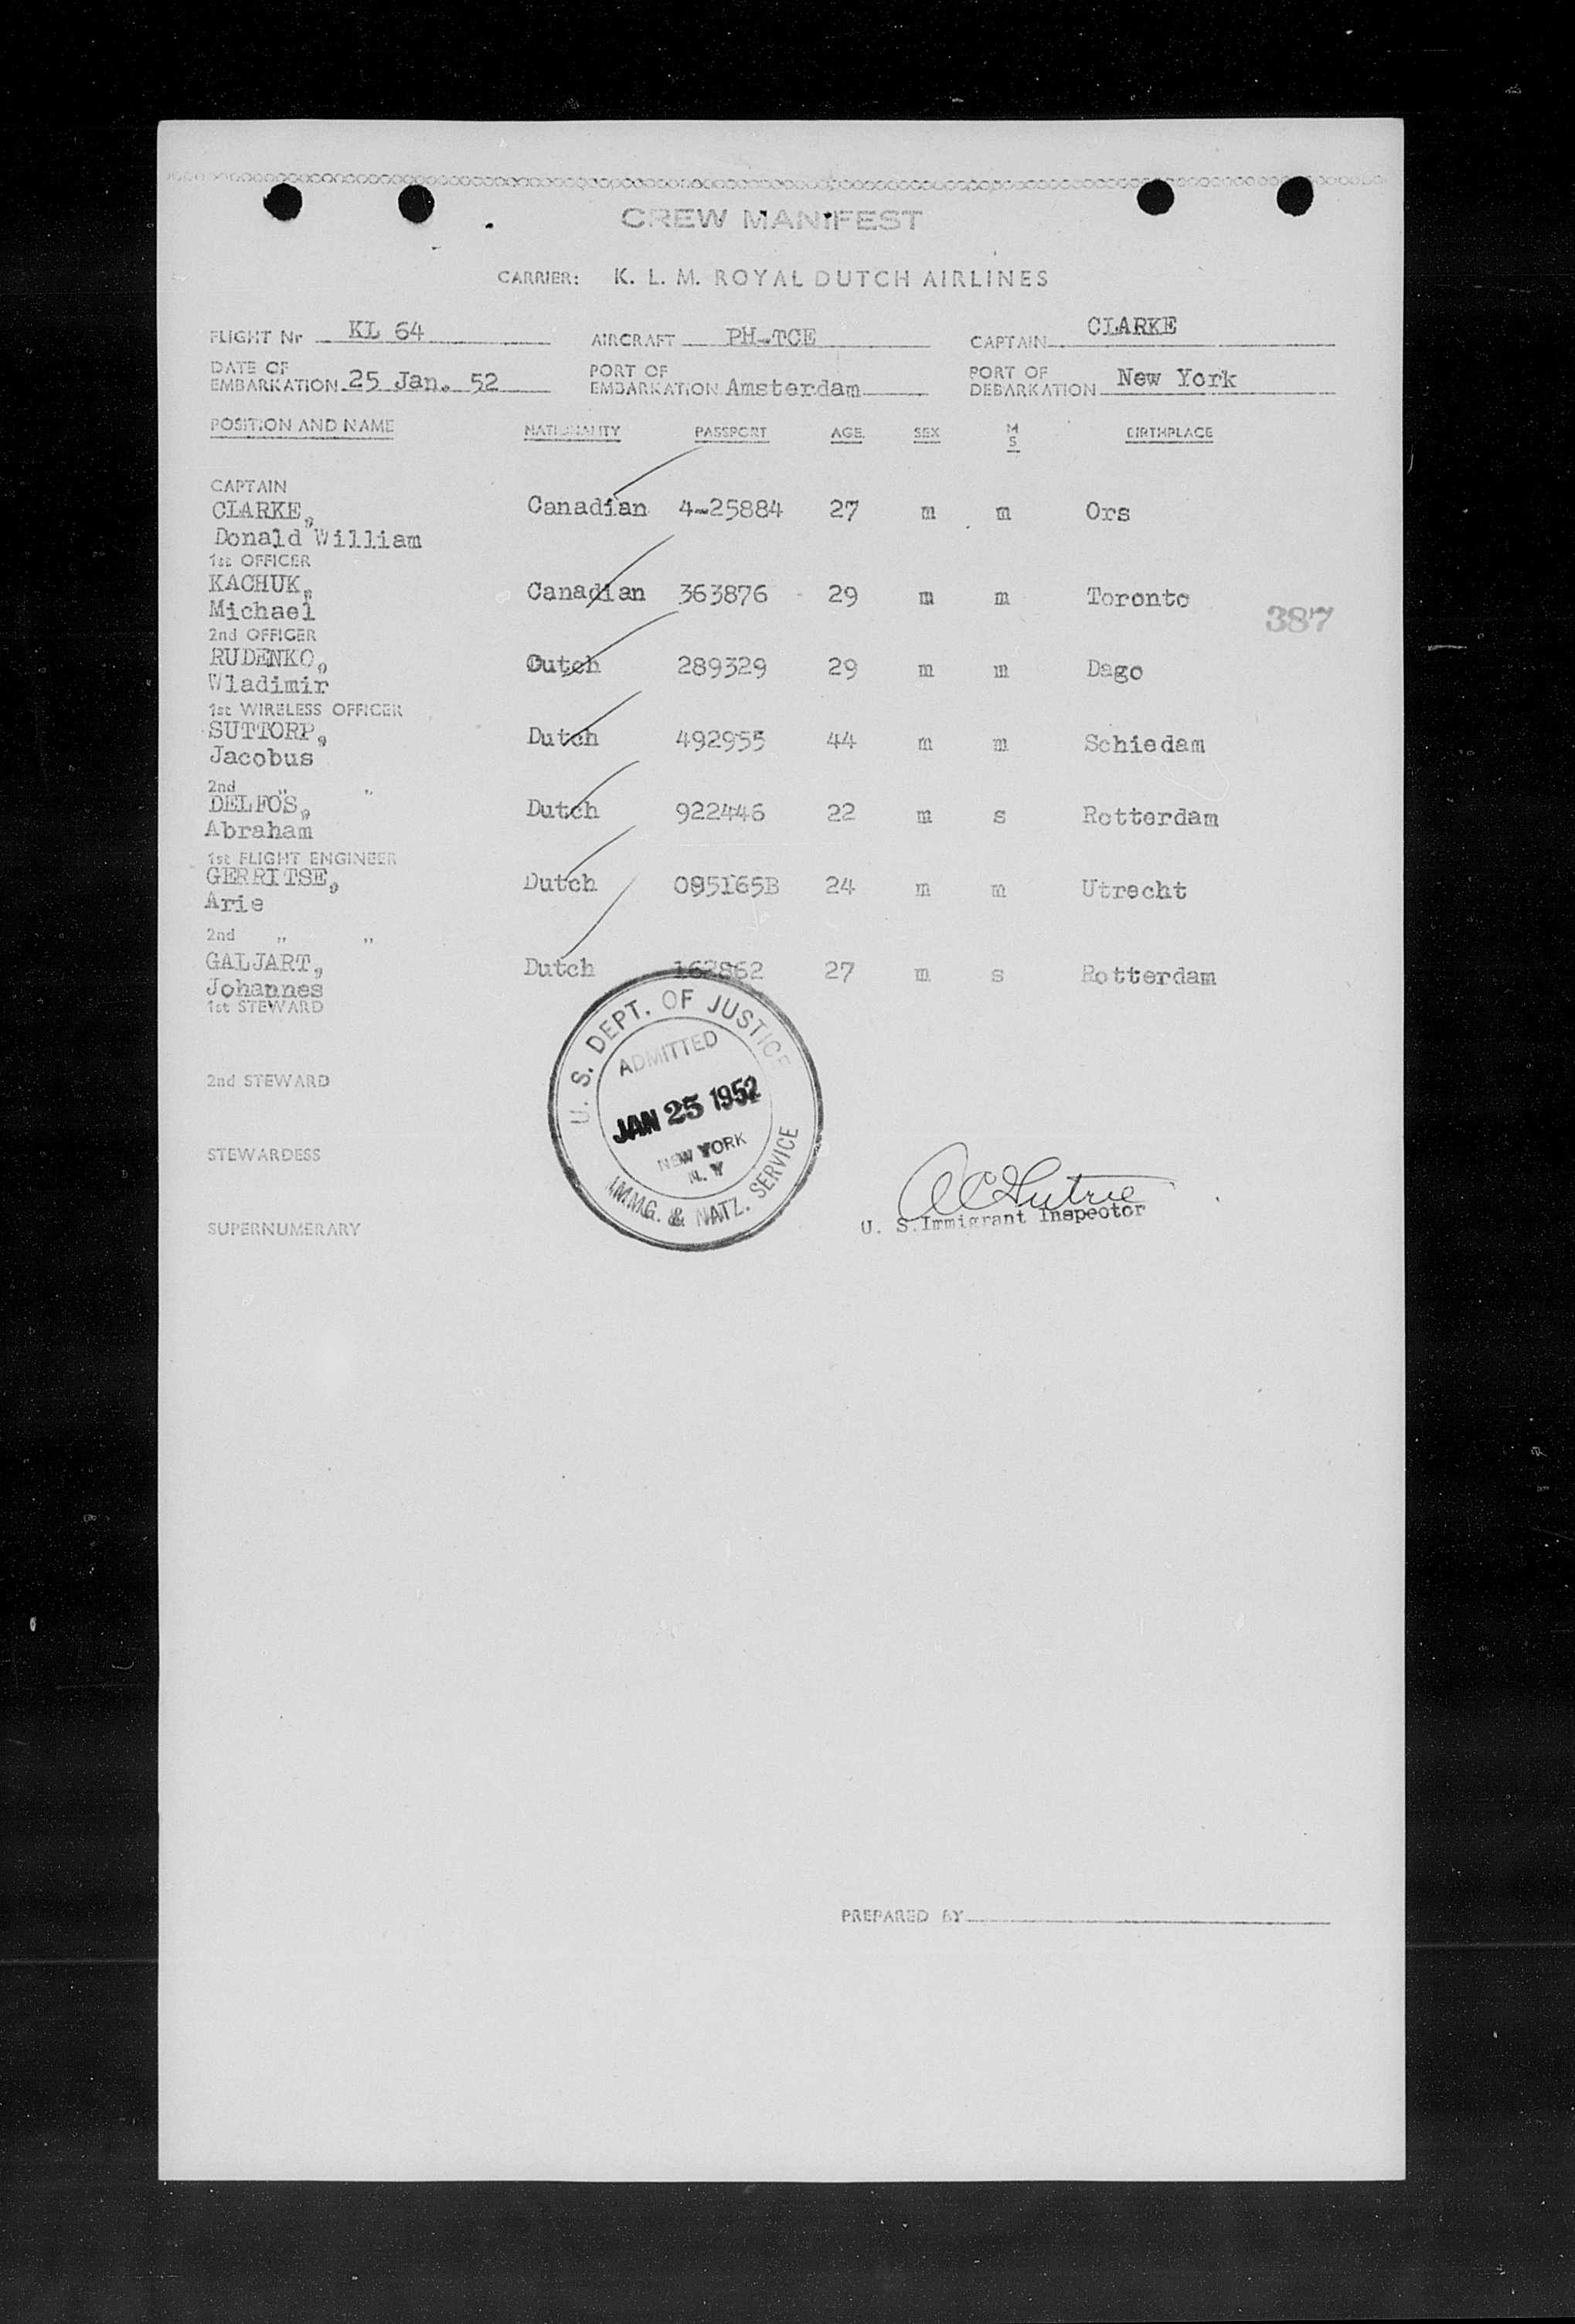 CREW MANIFEST
CARRIER: K. L. M. ROYAL DUTCH AIRLINES
FLIGHT Nr KL 64 AIRCRAFT PH-TCE CAPTAIN CLARKE
DATE OF EMBARKATION 25 Jan. 52 PORT OF EMBARKATION Amsterdam PORT OF DEBARKATION New York
POSITION AND NAME NATIONALITY PASSPORT AGE SEX M S BIRTHPLACE
CAPTAIN
CLARKE, Canadian 4-25884 27 m m Ors
Donald William
1st OFFICER
KACHUK, Canadian 363876 29 m m Toronto
Michael
387
2nd OFFICER
RUDENKO, Dutch 289329 29 m m Dago
Wladimir
1st WIRELESS OFFICER
SUTTORP, Dutch 492955 44 m m Schiedam
Jacobus
2nd " "
DELFOS, Dutch 922446 22 m s Rotterdam
Abraham
1st FLIGHT ENGINEER
GERRITSE, Dutch 095165B 24 m m Utrecht
Arie
2nd " "
GALJART, Dutch 162862 27 m s Rotterdam
Johannes
1st STEWARD
2nd STEWARD
STEWARDESS
SUPERNUMERARY
U. S. DEPT. OF JUSTICE
ADMITTED
JAN 25 1952
NEW YORK
N. Y
IMMG. & NATZ. SERVICE
U. S. Immigrant Inspector
PREPARED BY